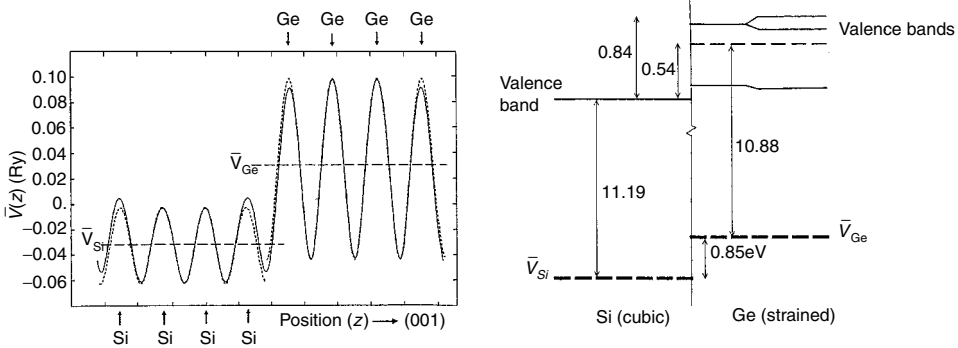 Ge Ge Ge Ge
0.10
0.08
0.06
0.04
0.02
0.
−0.02
−0.04
−0.06
V̅(z) (Ry)
V̅Ge
V̅Si
Position (z) → (001)
Si Si Si Si
0.84
0.54
Valence bands
Valence
band
10.88
11.19
V̅Ge
0.85eV
V̅Si
Si (cubic)
Ge (strained)